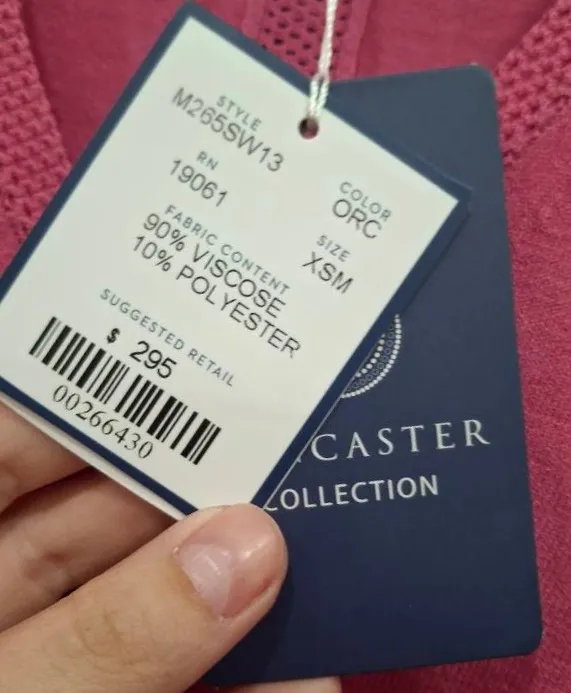 STYLE
M265SW13
RN
19061
COLOR
ORC
SIZE
XSM
FABRIC CONTENT
90% VISCOSE
10% POLYESTER
SUGGESTED RETAIL
$ 295
00266430
CASTER
COLLECTION